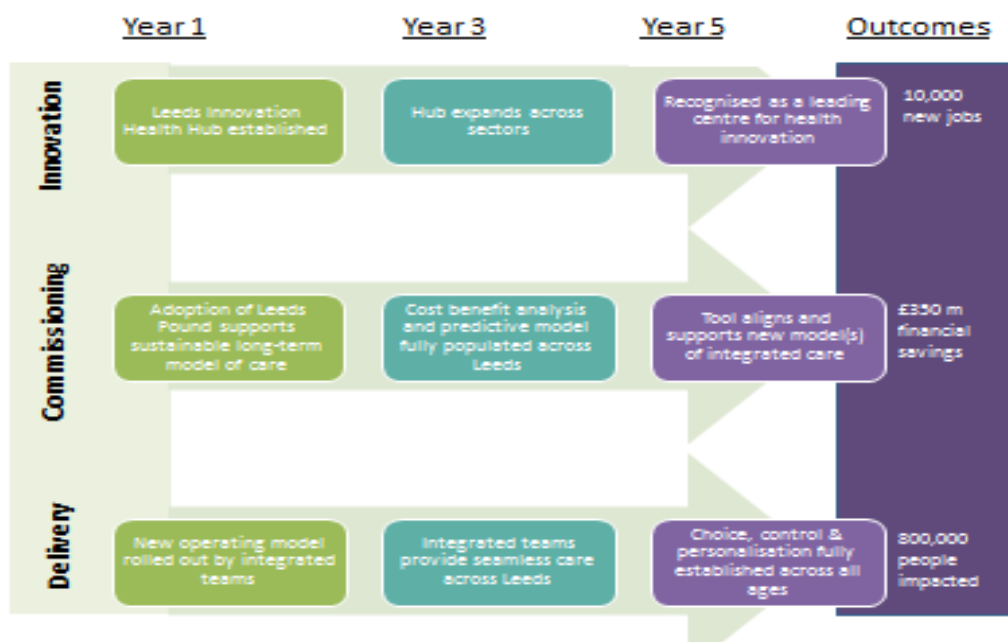 Year 1
Year 3
Year 5
Outcomes
Innovation
Leeds Innovation
Health Hub established
Hub expands across
sectors
Recognised as a leading
centre for health
innovation
10,000
new jobs
Commissioning
Adoption of Leeds
Pound supports
sustainable long-term
model of care
Cost benefit analysis
and predictive model
fully populated across
Leeds
Tool aligns and
supports new model(s)
of integrated care
£350 m
financial
savings
Delivery
New operating model
rolled out by integrated
teams
Integrated teams
provide seamless care
across Leeds
Choice, control &
personalisation fully
established across all
ages
800,000
people
impacted